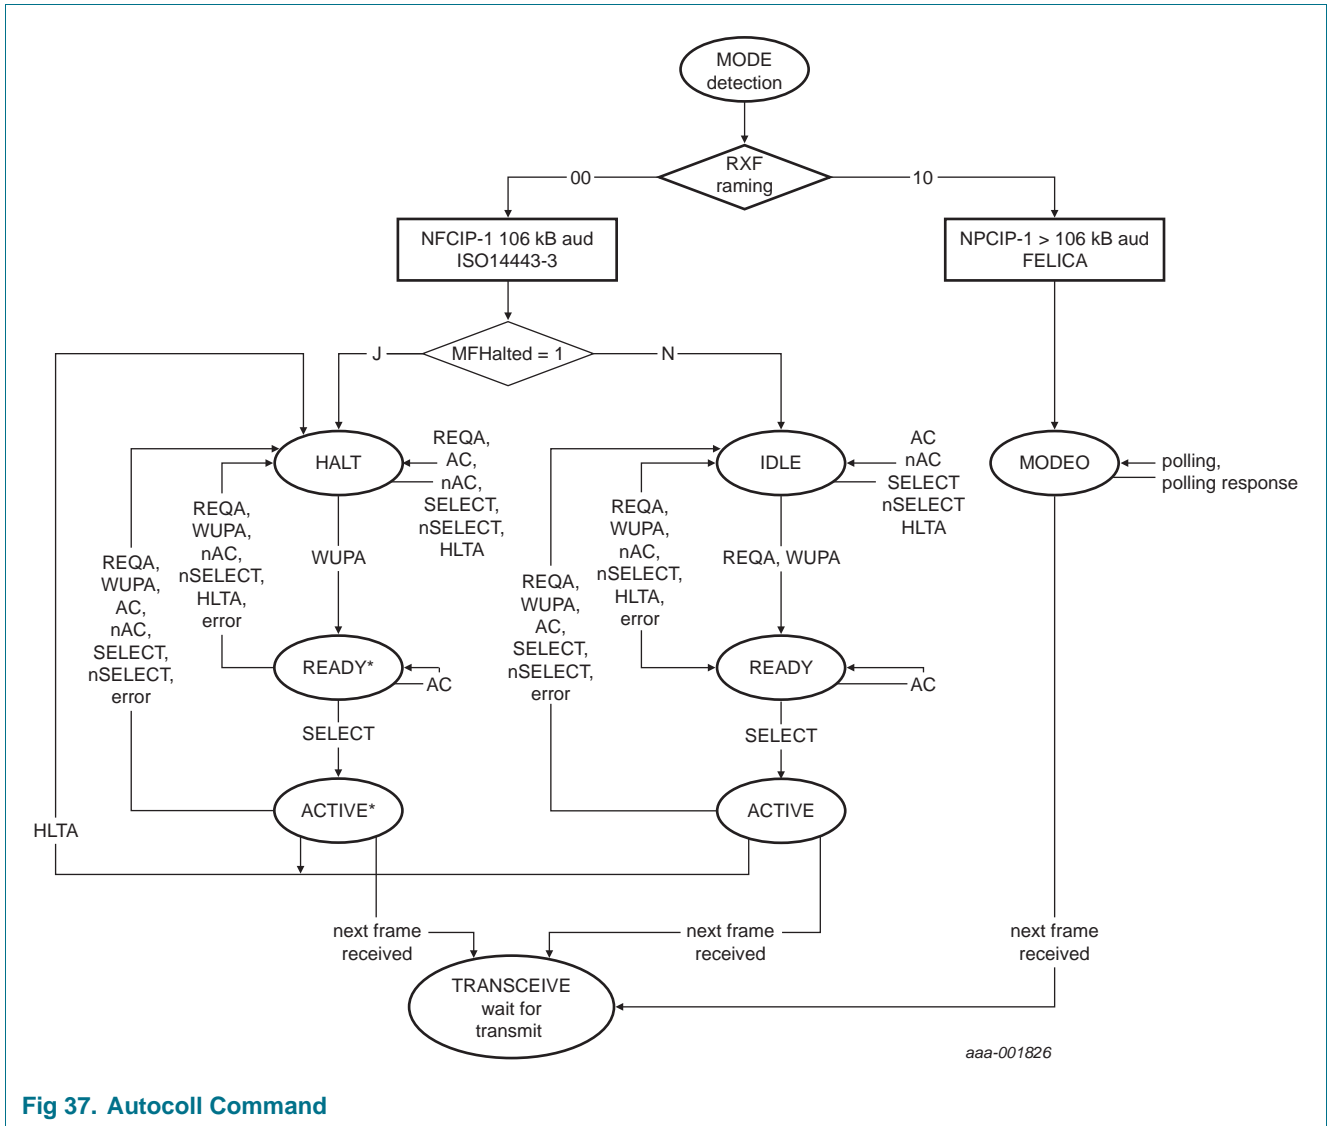 MODE
detection
RXF
raming
00
10
NFCIP-1 106 kB aud
ISO14443-3
NPCIP-1 > 106 kB aud
FELICA
J
MFHalted = 1
N
HALT
REQA,
AC,
nAC,
SELECT,
nSELECT,
HLTA
IDLE
AC
nAC
SELECT
nSELECT
HLTA
MODEO
polling,
polling response
REQA,
WUPA,
AC,
nAC,
SELECT,
nSELECT,
error
REQA,
WUPA,
nAC,
nSELECT,
HLTA,
error
WUPA
REQA,
WUPA,
AC,
SELECT,
nSELECT,
error
REQA,
WUPA,
nAC,
nSELECT,
HLTA,
error
REQA, WUPA
READY*
AC
READY
AC
SELECT
SELECT
ACTIVE*
ACTIVE
HLTA
next frame
received
next frame
received
next frame
received
TRANSCEIVE
wait for
transmit
aaa-001826
Fig 37. Autocoll Command